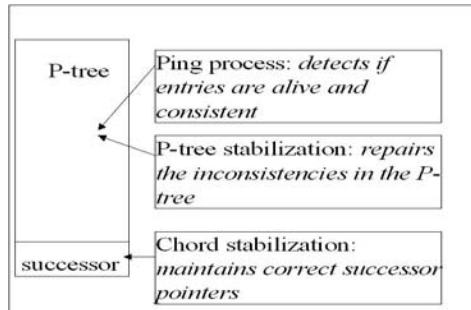 P-tree
Ping process: detects if
entries are alive and
consistent
P-tree stabilization: repairs
the inconsistencies in the P-
tree
Chord stabilization:
maintains correct successor
pointers
successor